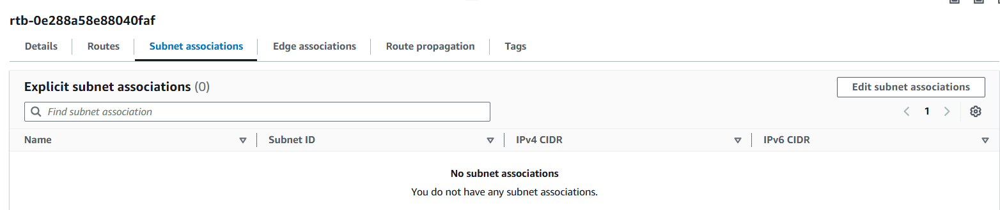 rtb-0e288a58e88040faf
Details Routes Subnet associations Edge associations Route propagation Tags
Explicit subnet associations (0)
Edit subnet associations
Find subnet association
1
Name Subnet ID IPv4 CIDR IPv6 CIDR
No subnet associations
You do not have any subnet associations.